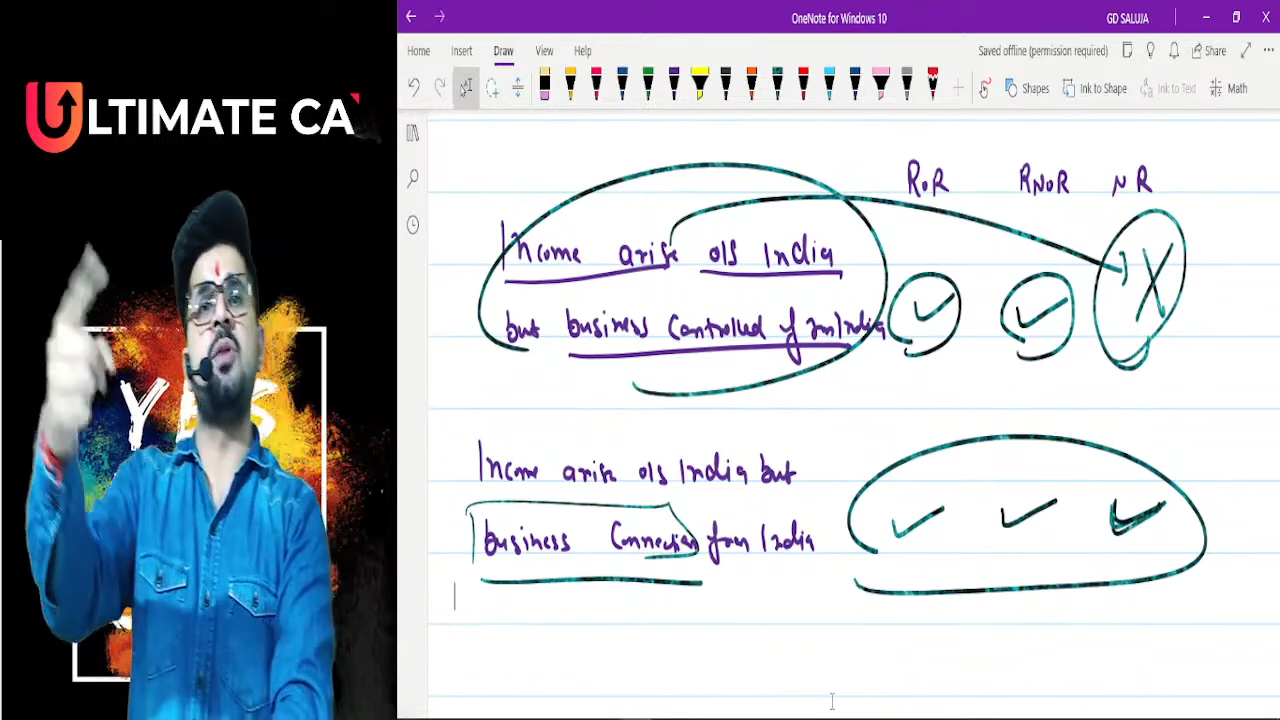 ULTIMATE CA
OneNote for Windows 10
GD SALUJA
Home Insert Draw View Help
Saved offline (permission required)
Share
Shapes
Ink to Shape
Ink to Text
Math
ROR RNOR NR
Income arise o/s India
but business Controlled from India
Income arise o/s India but
business Connection from India
YES